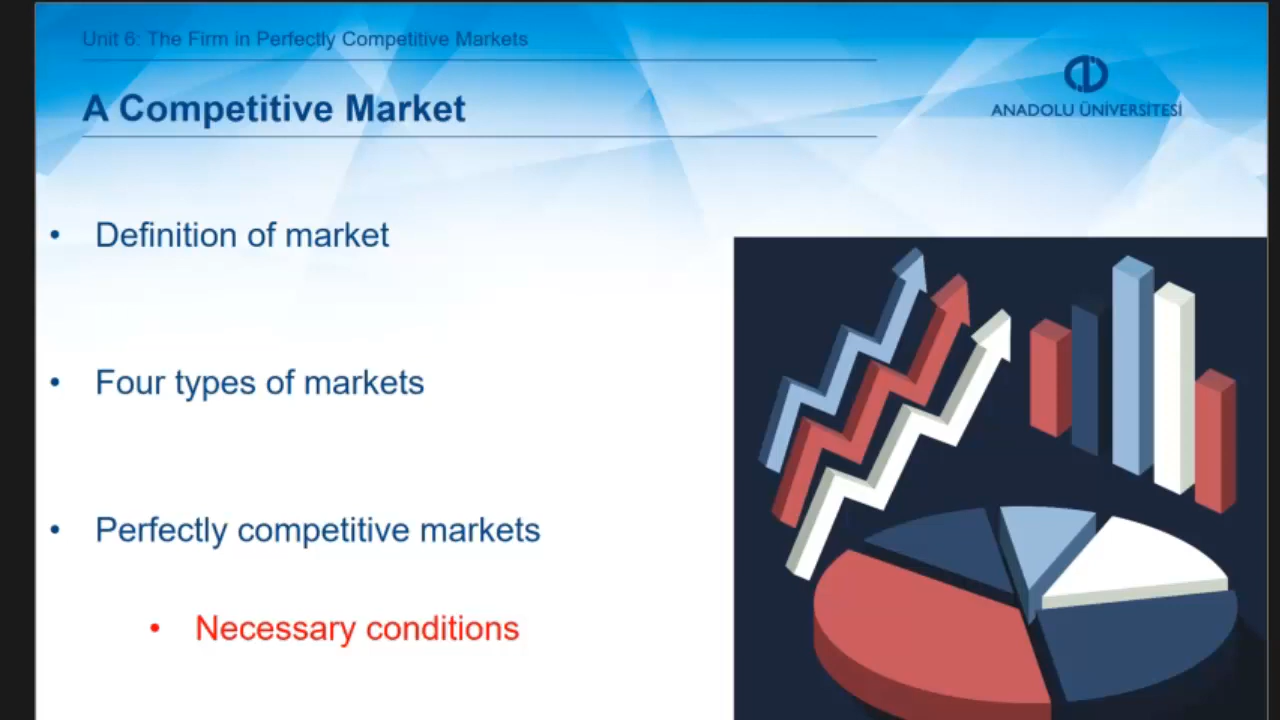 Unit 6: The Firm in Perfectly Competitive Markets
A Competitive Market
ANADOLU ÜNİVERSİTESİ
• Definition of market
• Four types of markets
• Perfectly competitive markets
• Necessary conditions